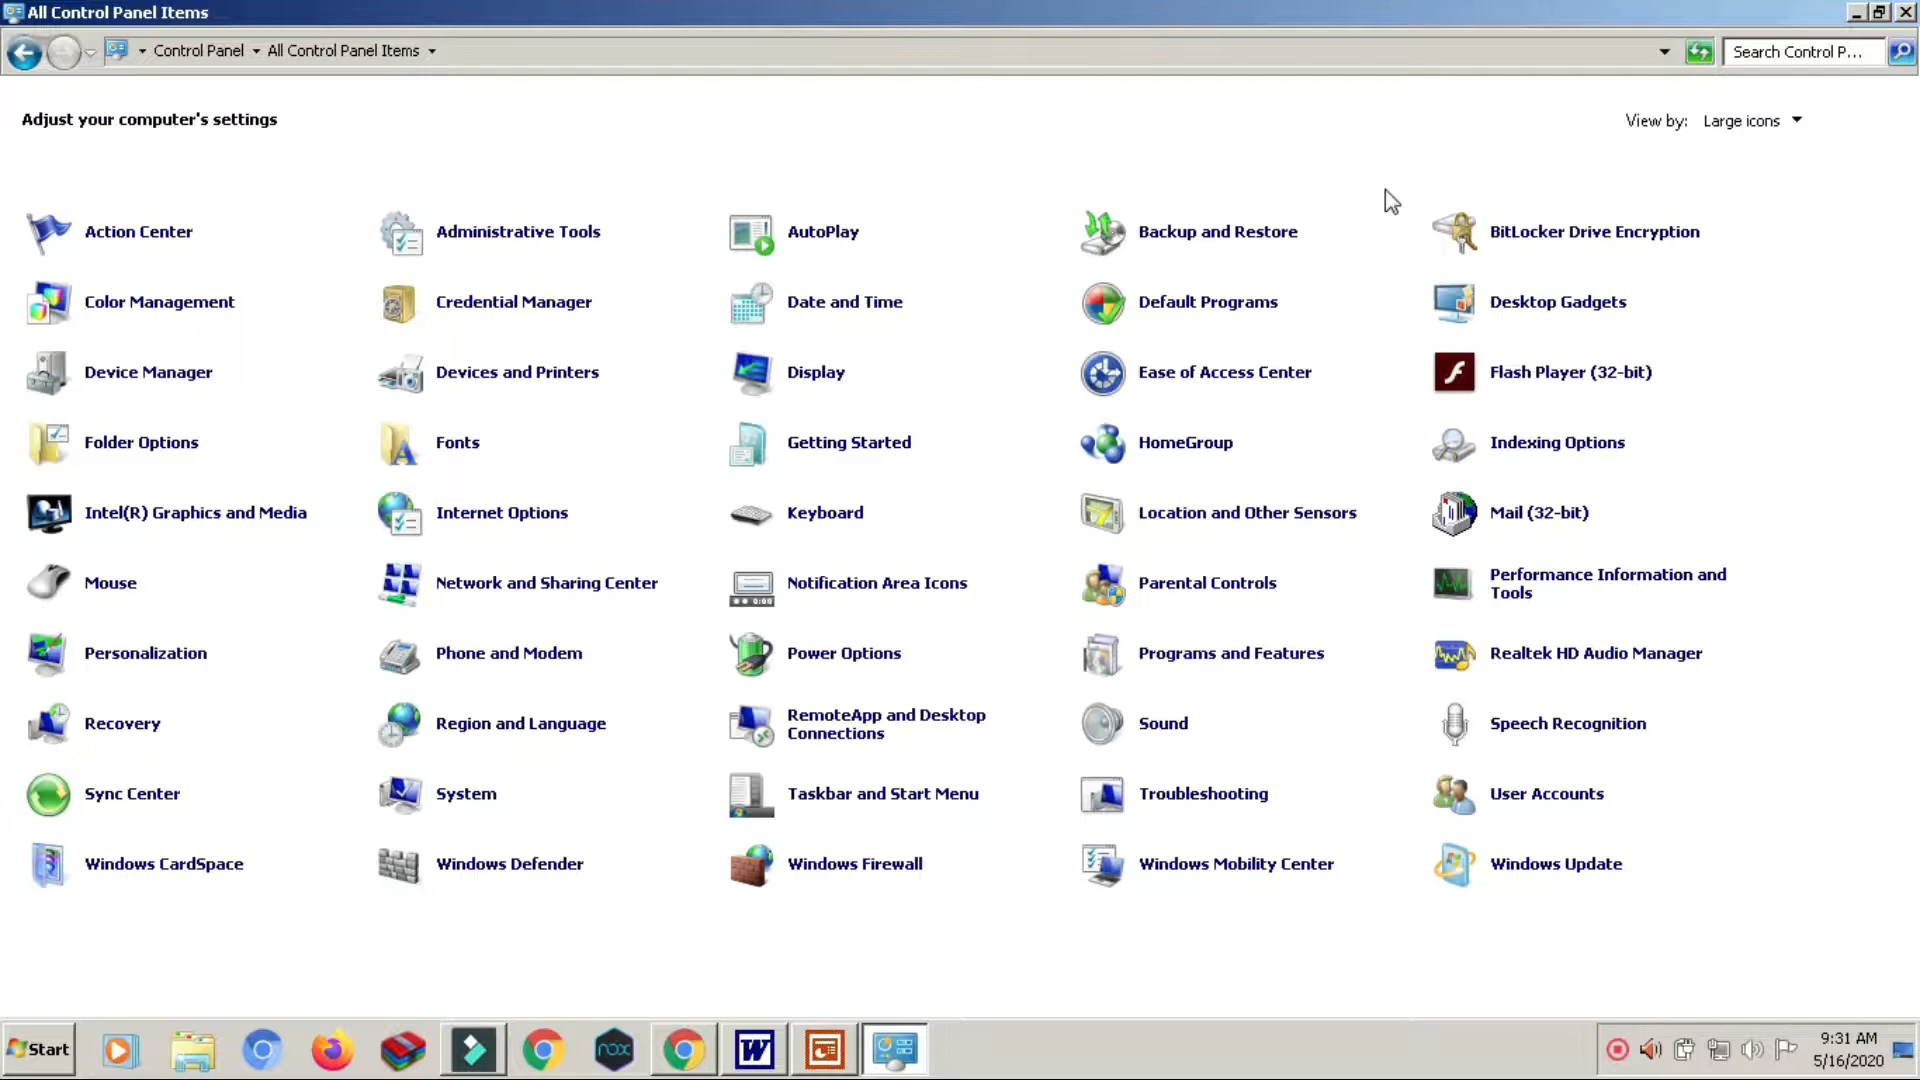 All Control Panel Items
Control Panel All Control Panel Items
Search Control P...
Adjust your computer's settings
View by: Large icons
Action Center
Administrative Tools
AutoPlay
Backup and Restore
BitLocker Drive Encryption
Color Management
Credential Manager
Date and Time
Default Programs
Desktop Gadgets
Device Manager
Devices and Printers
Display
Ease of Access Center
Flash Player (32-bit)
Folder Options
Fonts
Getting Started
HomeGroup
Indexing Options
Intel(R) Graphics and Media
Internet Options
Keyboard
Location and Other Sensors
Mail (32-bit)
Mouse
Network and Sharing Center
Notification Area Icons
Parental Controls
Performance Information and
Tools
Personalization
Phone and Modem
Power Options
Programs and Features
Realtek HD Audio Manager
Recovery
Region and Language
RemoteApp and Desktop
Connections
Sound
Speech Recognition
Sync Center
System
Taskbar and Start Menu
Troubleshooting
User Accounts
Windows CardSpace
Windows Defender
Windows Firewall
Windows Mobility Center
Windows Update
Start
nox
W
9:31 AM
5/16/2020